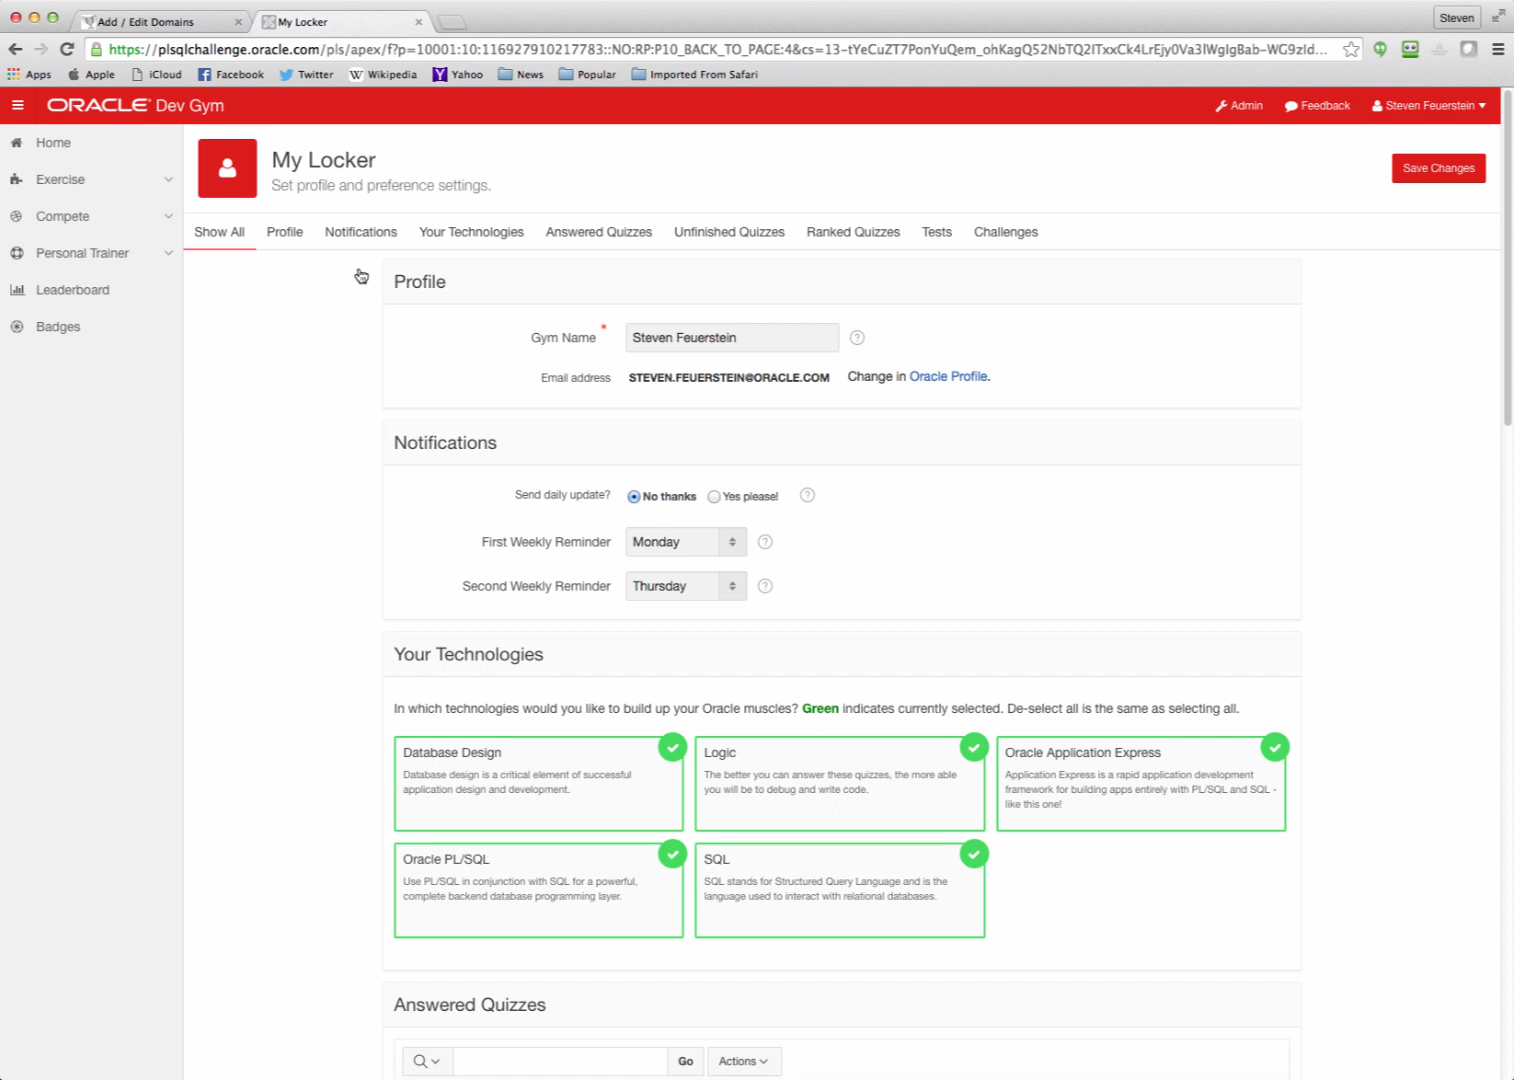 Add / Edit Domains
My Locker
Steven
https://plsqlchallenge.oracle.com/pls/apex/f?p=10001:10:116927910217783::NO:RP:P10_BACK_TO_PAGE:4&cs=13-tYeCuZT7PonYuQem_ohKagQ52NbTQ2ITxxCk4LrEjy0Va3lWgIgBab-WG9zld...
Apps
Apple
iCloud
Facebook
Twitter
Wikipedia
Yahoo
News
Popular
Imported From Safari
ORACLE Dev Gym
Admin
Feedback
Steven Feuerstein
Home
Exercise
Compete
Personal Trainer
Leaderboard
Badges
My Locker
Set profile and preference settings.
Save Changes
Show All
Profile
Notifications
Your Technologies
Answered Quizzes
Unfinished Quizzes
Ranked Quizzes
Tests
Challenges
Profile
Gym Name *
Steven Feuerstein
?
Email address
STEVEN.FEUERSTEIN@ORACLE.COM
Change in Oracle Profile.
Notifications
Send daily update?
No thanks
Yes please!
?
First Weekly Reminder
Monday
?
Second Weekly Reminder
Thursday
?
Your Technologies
In which technologies would you like to build up your Oracle muscles? Green indicates currently selected. De-select all is the same as selecting all.
Database Design
Database design is a critical element of successful
application design and development.
Logic
The better you can answer these quizzes, the more able
you will be to debug and write code.
Oracle Application Express
Application Express is a rapid application development
framework for building apps entirely with PL/SQL and SQL -
like this one!
Oracle PL/SQL
Use PL/SQL in conjunction with SQL for a powerful,
complete backend database programming layer.
SQL
SQL stands for Structured Query Language and is the
language used to interact with relational databases.
Answered Quizzes
Go
Actions